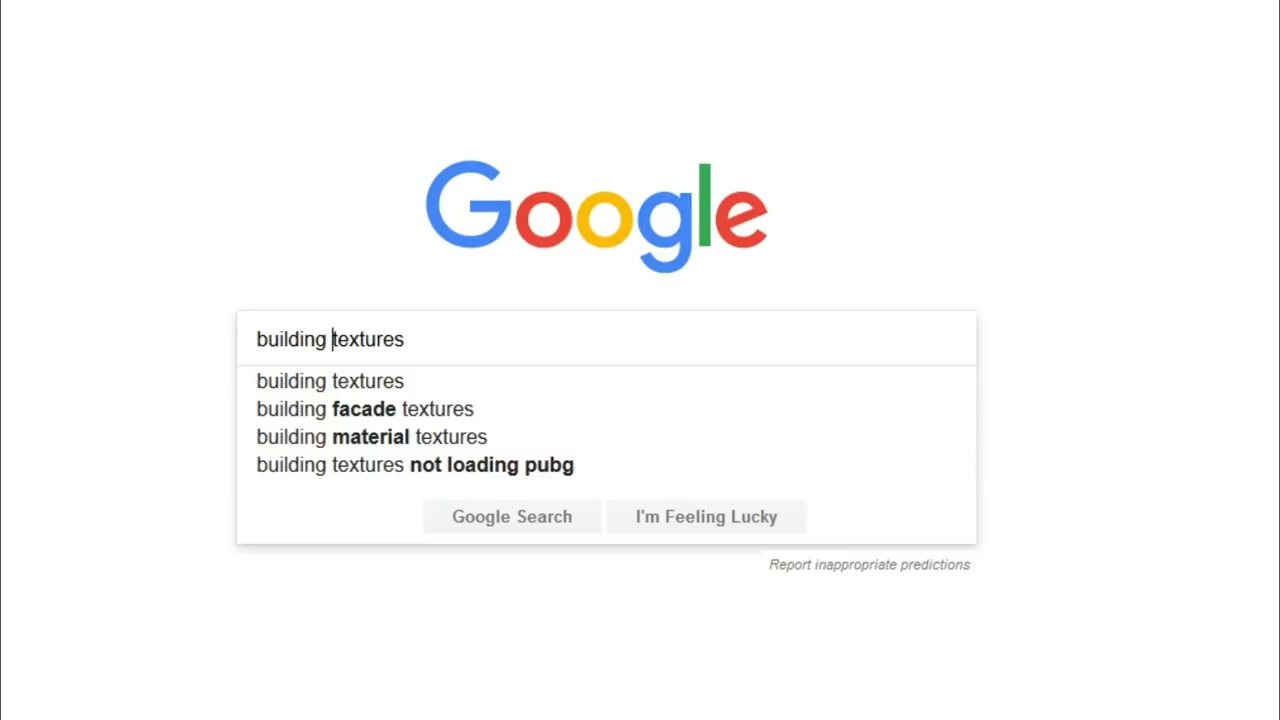 Google
building textures
building textures
building facade textures
building material textures
building textures not loading pubg
Google Search
I'm Feeling Lucky
Report inappropriate predictions